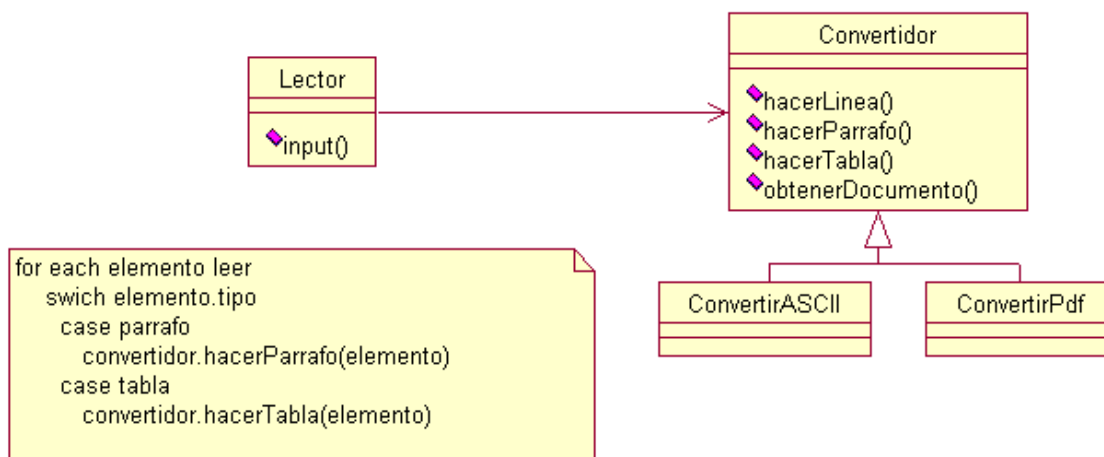 Lector
input()
Convertidor
hacerLinea()
hacerParrafo()
hacerTabla()
obtenerDocumento()
for each elemento leer
swich elemento.tipo
case parrafo
convertidor.hacerParrafo(elemento)
case tabla
convertidor.hacerTabla(elemento)
ConvertirASCII
ConvertirPdf